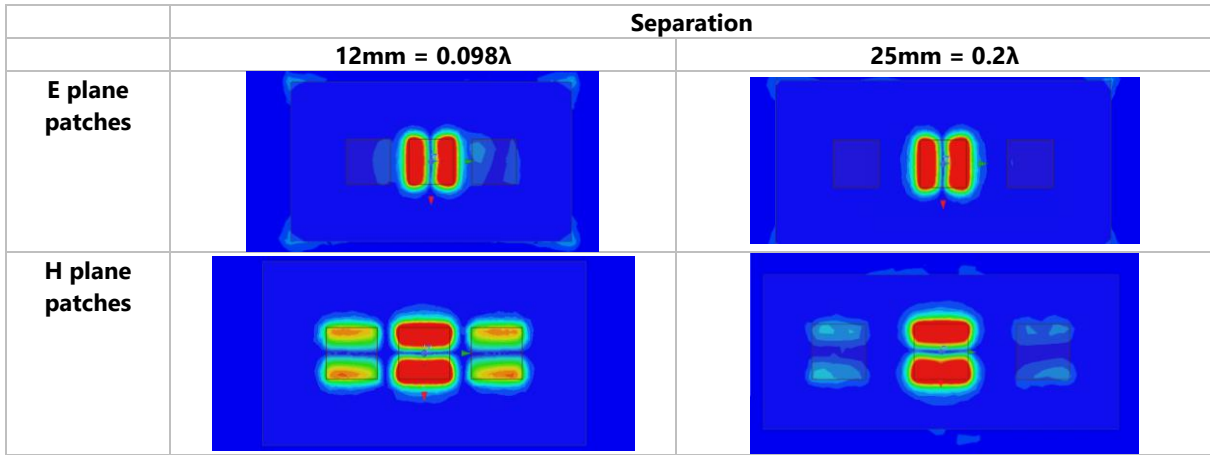 Separation
12mm = 0.098λ
25mm = 0.2λ
E plane
patches
H plane
patches